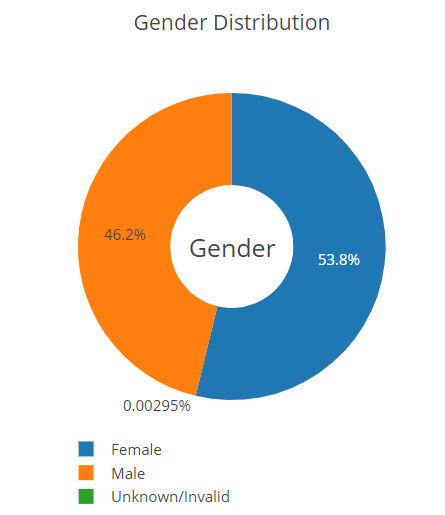 Gender Distribution
46.2%
Gender
53.8%
0.00295%
Female
Male
Unknown/Invalid